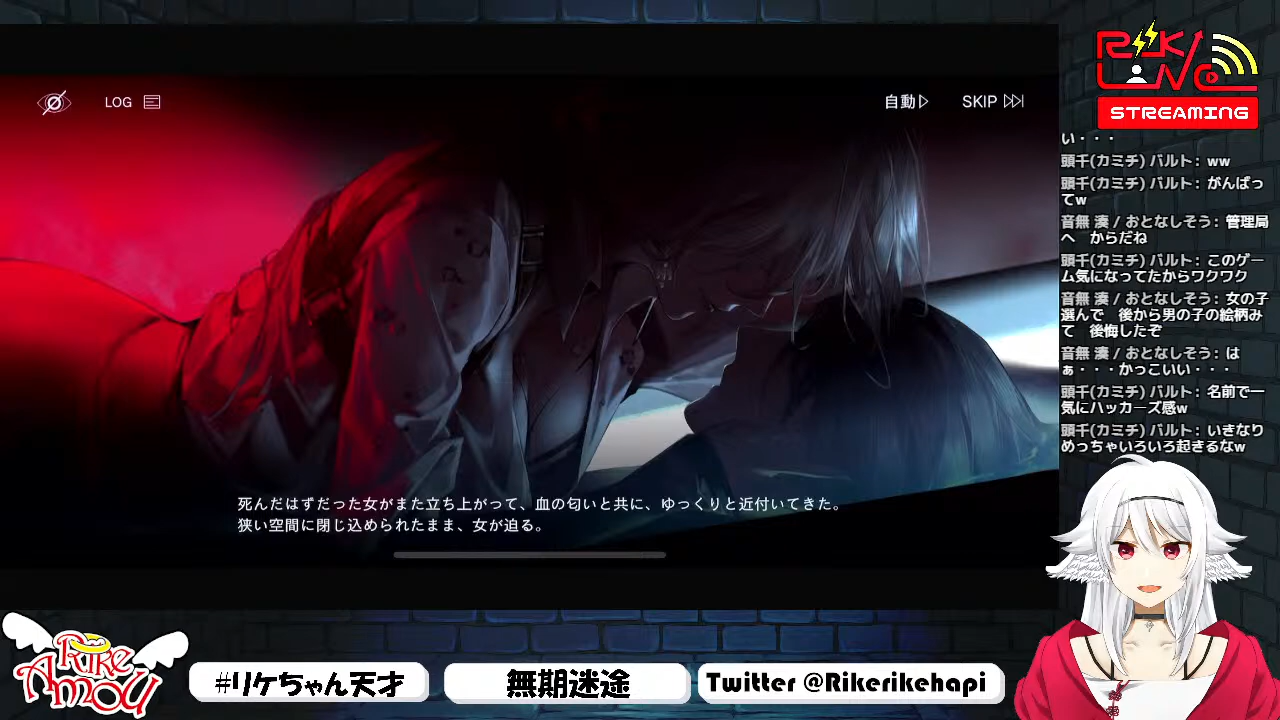 LOG
自動
SKIP
死んだはずだった女がまた立ち上がって、血の匂いと共に、ゆっくりと近付いてきた。
狭い空間に閉じ込められたまま、女が迫る。
RIKE
LIVE
STREAMING
い・・・
頭千(カミチ) バルト: ww
頭千(カミチ) バルト: がんばっ
てw
音無 湊 / おとなしそう: 管理局
へ　からだね
頭千(カミチ) バルト: このゲー
ム気になってたからワクワク
音無 湊 / おとなしそう: 女の子
選んで　後から男の子の絵柄み
て　後悔したぞ
音無 湊 / おとなしそう: は
ぁ・・・かっこいい・・・
頭千(カミチ) バルト: 名前で一
気にハッカーズ感w
頭千(カミチ) バルト: いきなり
めっちゃいろいろ起きるなw
RIKE
AMOU
#リケちゃん天才
無期迷途
Twitter @Rikerikehapi